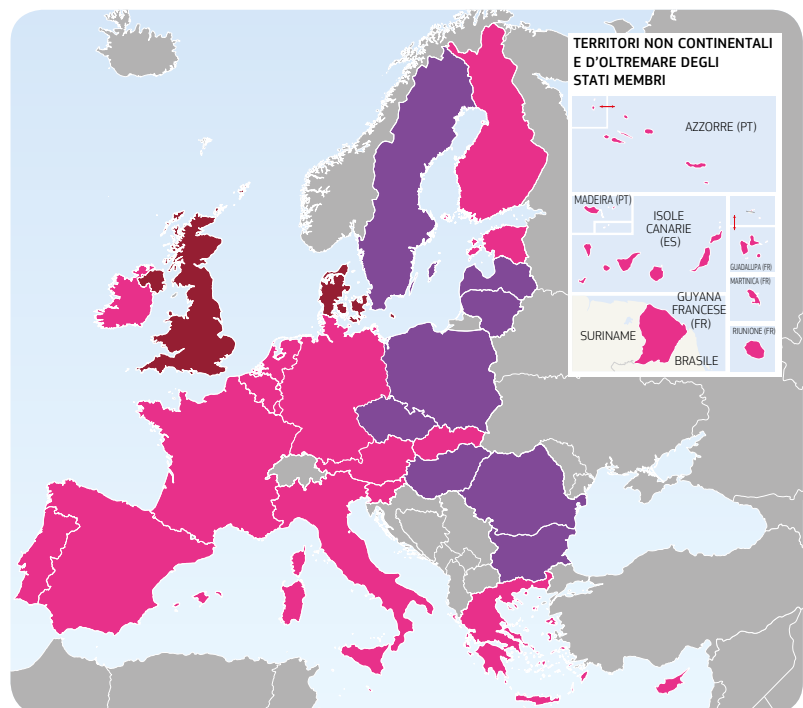 TERRITORI NON CONTINENTALI
E D'OLTREMARE DEGLI
STATI MEMBRI
AZZORRE (PT)
MADEIRA (PT)
ISOLE
CANARIE
(ES)
GUADALUPA (FR)
MARTINICA (FR)
GUYANA
FRANCESE
(FR)
SURINAME
BRASILE
RIUNIONE (FR)